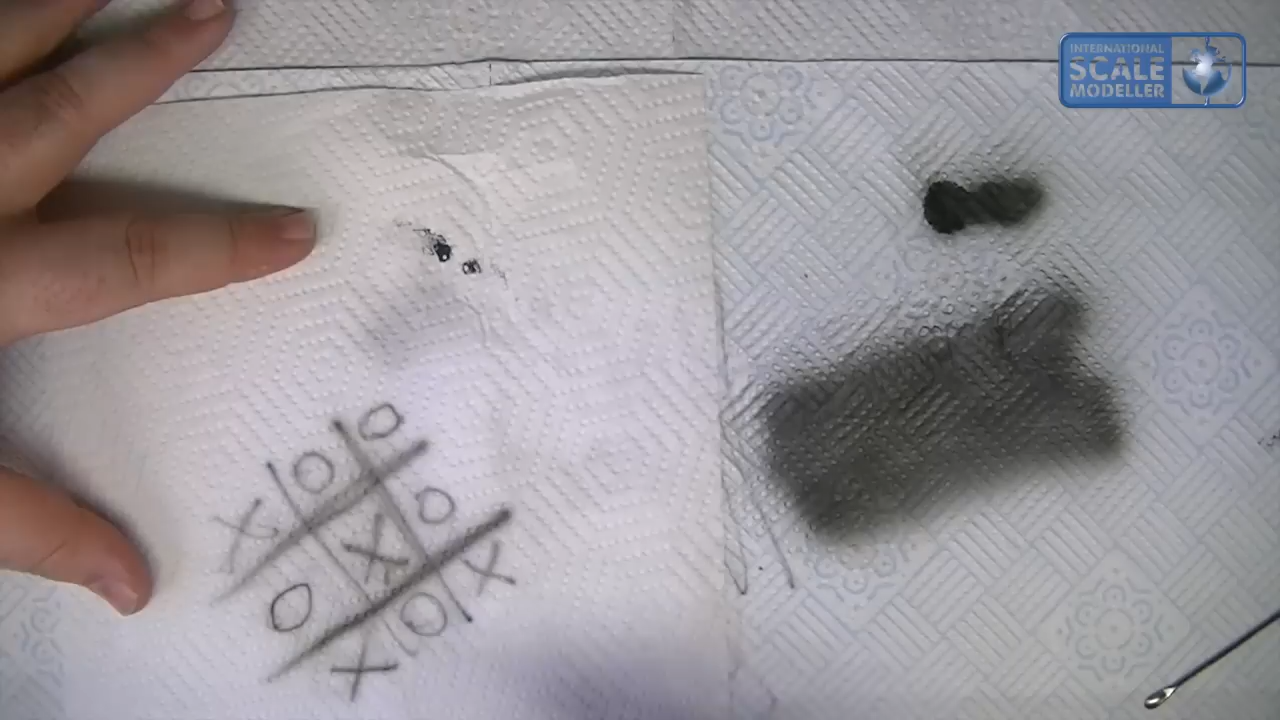 INTERNATIONAL
SCALE
MODELLER
X O O
O X O
X O X